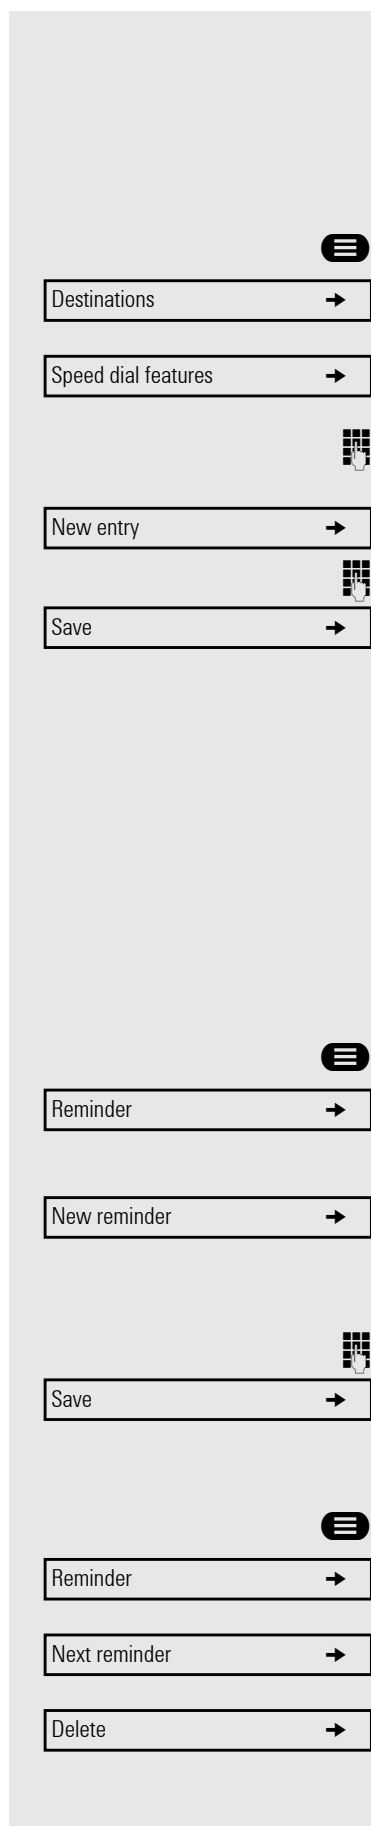 Destinations
Speed dial features
New entry
Save
Reminder
New reminder
Save
Reminder
Next reminder
Delete